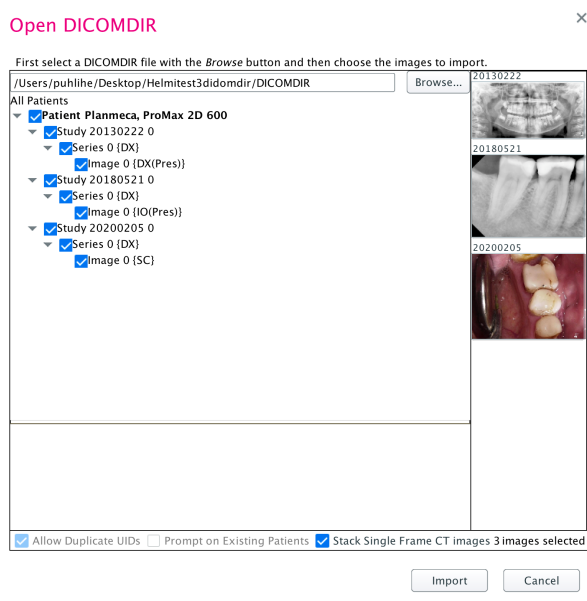 Open DICOMDIR
First select a DICOMDIR file with the Browse button and then choose the images to import.
/Users/puhlihe/Desktop/Helmitest3didomdir/DICOMDIR
Browse...
All Patients
Patient Planmeca, ProMax 2D 600
Study 20130222 0
Series 0 {DX}
Image 0 {DX(Pres)}
Study 20180521 0
Series 0 {DX}
Image 0 {IO(Pres)}
Study 20200205 0
Series 0 {DX}
Image 0 {SC}
20130222
20180521
20200205
Allow Duplicate UIDs
Prompt on Existing Patients
Stack Single Frame CT images
3 images selected
Import
Cancel